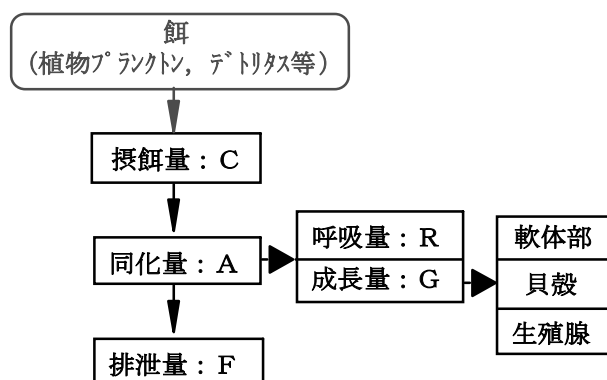 餌
（植物ﾌﾟﾗﾝｸﾄﾝ，ﾃﾞﾄﾘﾀｽ等）
摂餌量：Ｃ
同化量：Ａ
呼吸量：Ｒ
成長量：Ｇ
軟体部
貝殻
生殖腺
排泄量：Ｆ